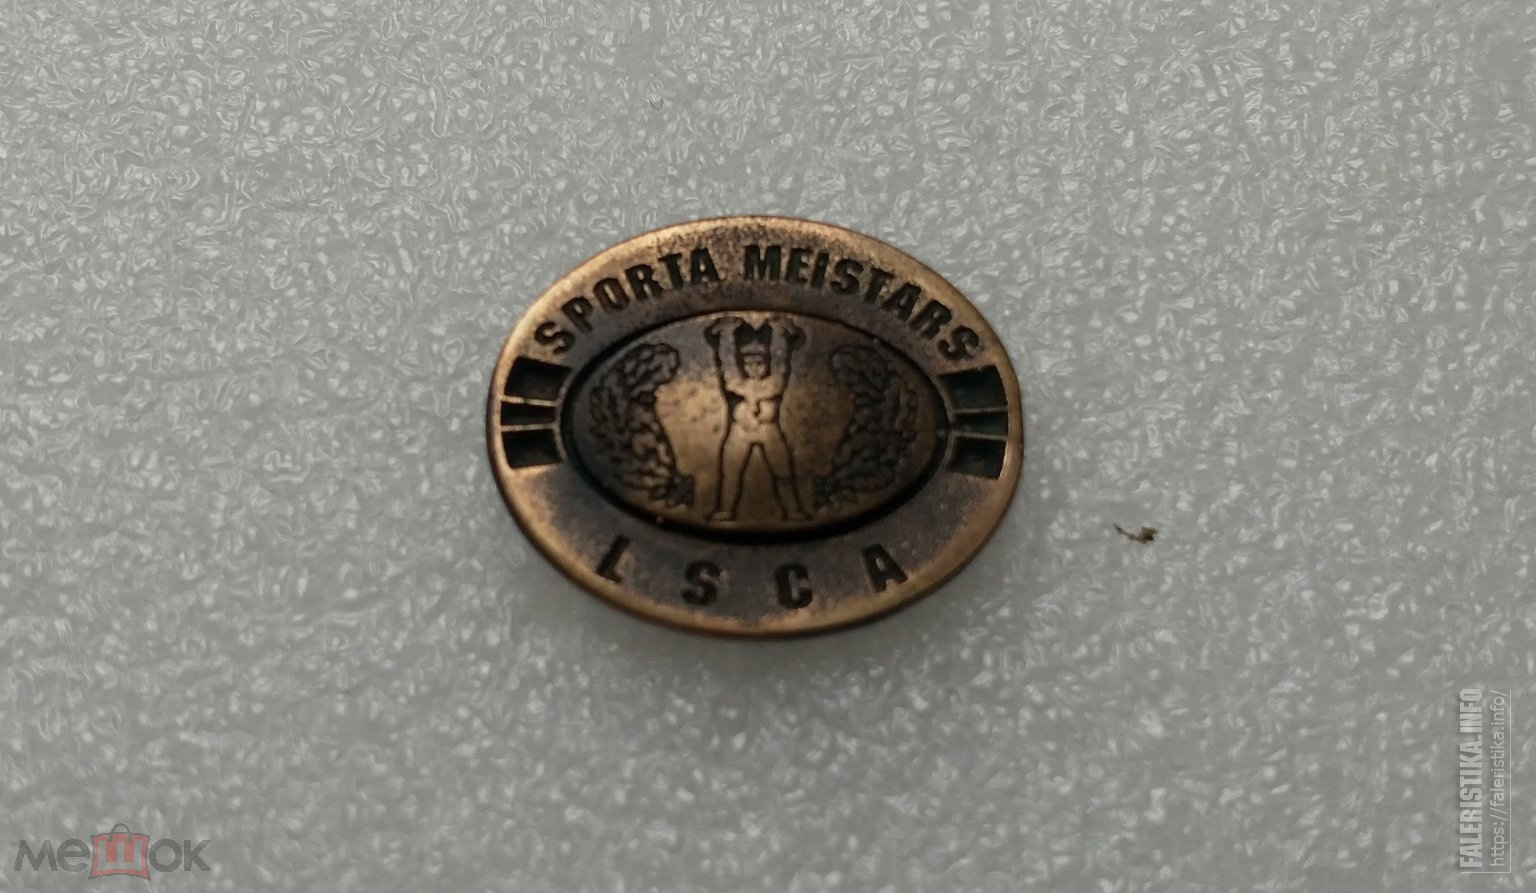 SPORTA MEISTARS
LSCA
мешок
FALERISTIKA.INFO
https://faleristika.info/